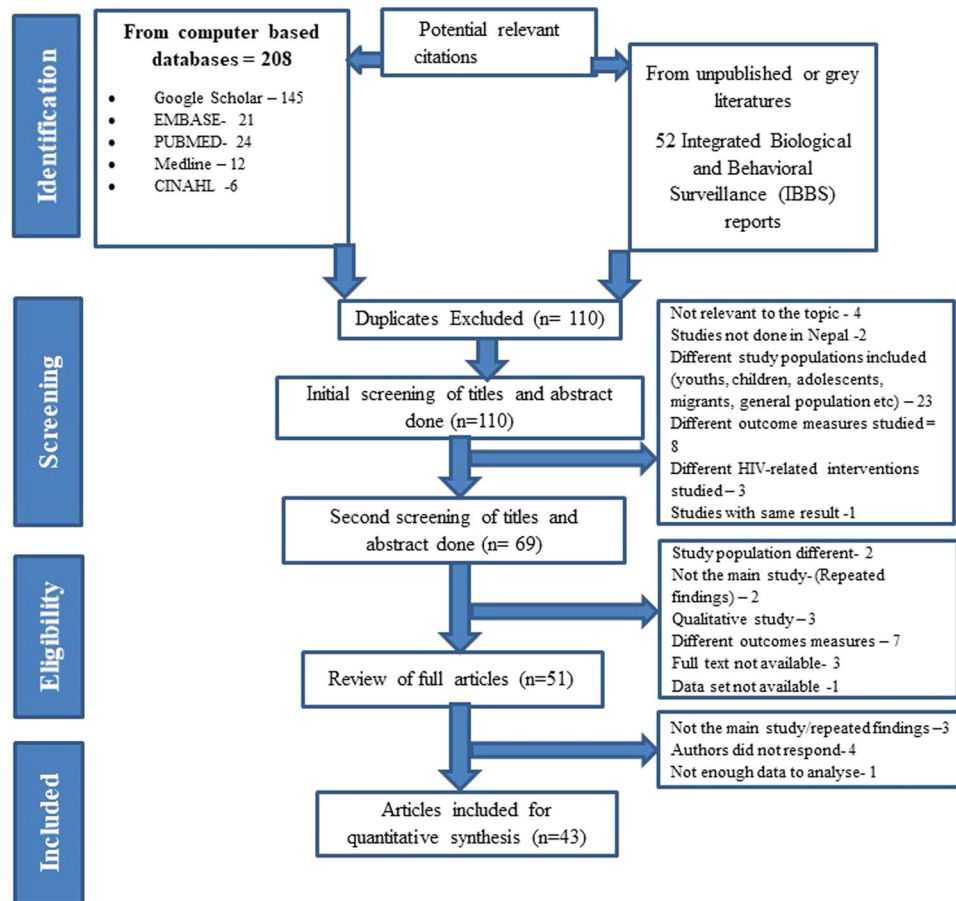 Identification
From computer based
databases = 208
• Google Scholar – 145
• EMBASE- 21
• PUBMED- 24
• Medline – 12
• CINAHL -6
Potential relevant
citations
From unpublished or grey
literatures
52 Integrated Biological
and Behavioral
Surveillance (IBBS)
reports
Screening
Duplicates Excluded (n= 110)
Initial screening of titles and abstract
done (n=110)
Not relevant to the topic - 4
Studies not done in Nepal -2
Different study populations included
(youths, children, adolescents,
migrants, general population etc) – 23
Different outcome measures studied =
8
Different HIV-related interventions
studied – 3
Studies with same result -1
Second screening of titles and
abstract done (n= 69)
Eligibility
Study population different- 2
Not the main study- (Repeated
findings) – 2
Qualitative study – 3
Different outcomes measures – 7
Full text not available- 3
Data set not available -1
Review of full articles (n=51)
Included
Not the main study/repeated findings –3
Authors did not respond- 4
Not enough data to analyse- 1
Articles included for
quantitative synthesis (n=43)